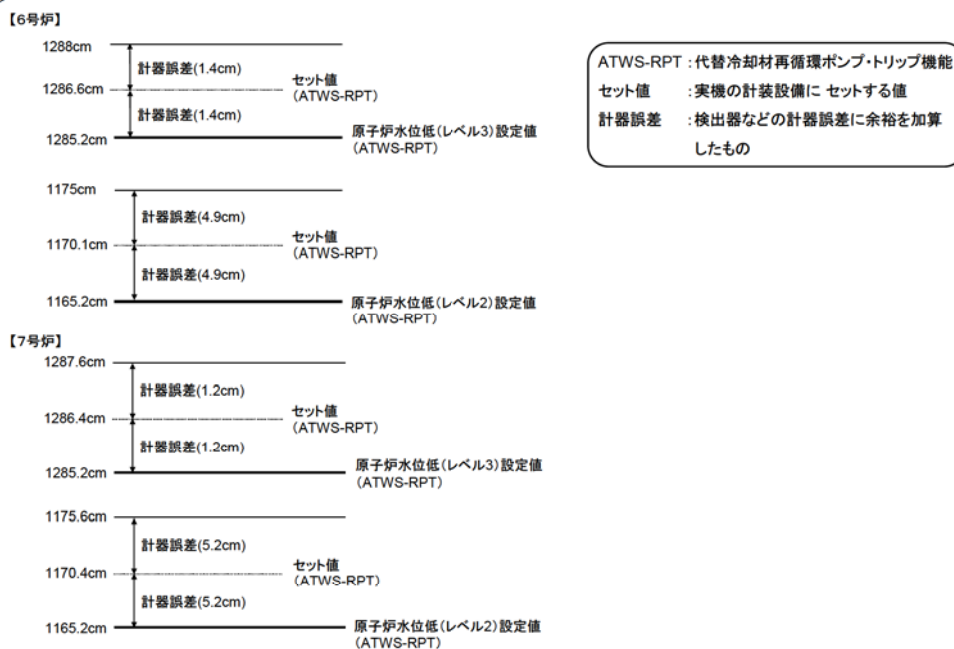 【6号炉】
1288cm
計器誤差(1.4cm)
セット値
(ATWS-RPT)
1286.6cm
計器誤差(1.4cm)
1285.2cm
原子炉水位低(レベル3)設定値
(ATWS-RPT)
1175cm
計器誤差(4.9cm)
セット値
(ATWS-RPT)
1170.1cm
計器誤差(4.9cm)
1165.2cm
原子炉水位低(レベル2)設定値
(ATWS-RPT)
【7号炉】
1287.6cm
計器誤差(1.2cm)
セット値
(ATWS-RPT)
1286.4cm
計器誤差(1.2cm)
1285.2cm
原子炉水位低(レベル3)設定値
(ATWS-RPT)
1175.6cm
計器誤差(5.2cm)
セット値
(ATWS-RPT)
1170.4cm
計器誤差(5.2cm)
1165.2cm
原子炉水位低(レベル2)設定値
(ATWS-RPT)
ATWS-RPT :代替冷却材再循環ポンプ・トリップ機能
セット値 :実機の計装設備に セットする値
計器誤差 :検出器などの計器誤差に余裕を加算
したもの